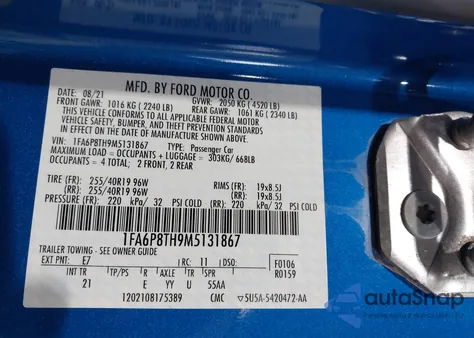 MFD. BY FORD MOTOR CO.
DATE: 08/21 GVWR: 2050 KG (4520 LB)
FRONT GAWR: 1016 KG (2240 LB) REAR GAWR: 1061 KG (2340 LB)
THIS VEHICLE CONFORMS TO ALL APPLICABLE FEDERAL MOTOR
VEHICLE SAFETY, BUMPER, AND THEFT PREVENTION STANDARDS
IN EFFECT ON THE DATE OF MANUFACTURE SHOWN ABOVE.
VIN: 1FA6P8TH9M5131867 TYPE: Passenger Car
MAXIMUM LOAD = OCCUPANTS + LUGGAGE = 303KG/ 668LB
OCCUPANTS = 4 TOTAL; 2 FRONT, 2 REAR
TIRE (FR): 255/40R19 96W RIMS (FR): 19x8.5J
(RR): 255/40R19 96W (RR): 19x8.5J
PRESSURE (FR): 220 kPa/ 32 PSI COLD (RR): 220 kPa/ 32 PSI COLD
1FA6P8TH9M5131867
TRAILER TOWING - SEE OWNER GUIDE
EXT PNT: E7 RC: 11 DSO: F0106
R0159
INT TR TP/PS R AXLE TR SPR
21 E YY U 55AA
1202108175389 CMC ▽5U5A-5420472-AA
autoSnap